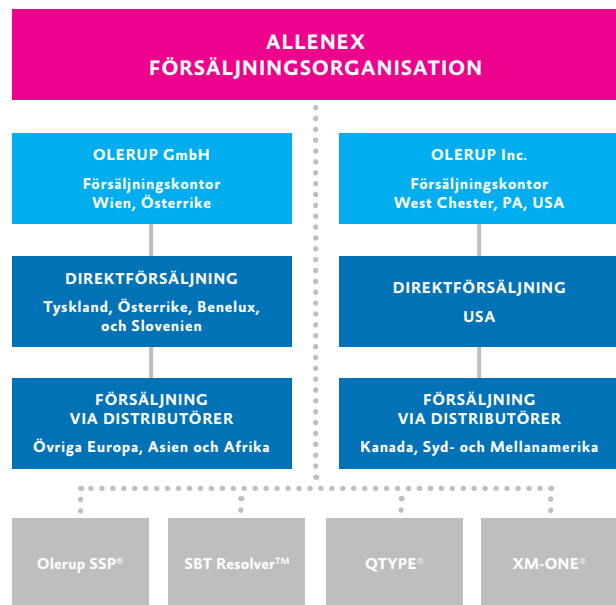 ALLENEX
FÖRSÄLJNINGSORGANISATION
OLERUP GmbH
Försäljningskontor
Wien, Österrike
OLERUP Inc.
Försäljningskontor
West Chester, PA, USA
DIREKTFÖRSÄLJNING
Tyskland, Österrike, Benelux,
och Slovenien
DIREKTFÖRSÄLJNING
USA
FÖRSÄLJNING
VIA DISTRIBUTÖRER
Övriga Europa, Asien och Afrika
FÖRSÄLJNING
VIA DISTRIBUTÖRER
Kanada, Syd- och Mellanamerika
Olerup SSP®
SBT Resolver™
QTYPE®
XM-ONE®